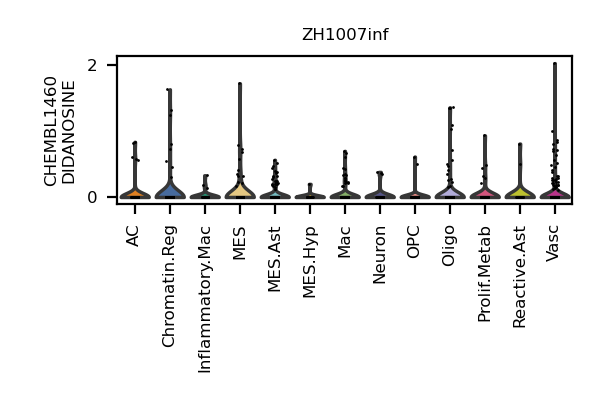 ZH1007inf
CHEMBL1460
DIDANOSINE
2
0
AC
Chromatin.Reg
Inflammatory.Mac
MES
MES.Ast
MES.Hyp
Mac
Neuron
OPC
Oligo
Prolif.Metab
Reactive.Ast
Vasc